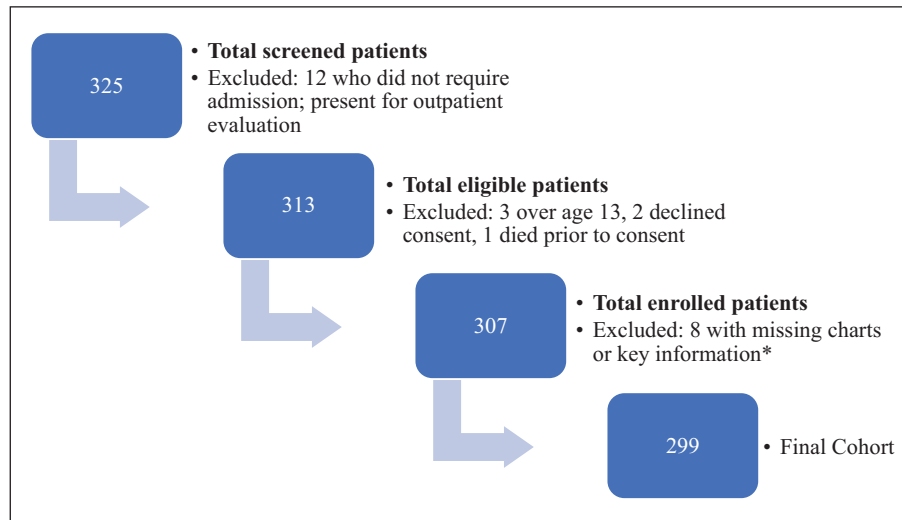 325
• Total screened patients
• Excluded: 12 who did not require
admission; present for outpatient
evaluation
313
• Total eligible patients
• Excluded: 3 over age 13, 2 declined
consent, 1 died prior to consent
307
• Total enrolled patients
• Excluded: 8 with missing charts
or key information*
299
• Final Cohort